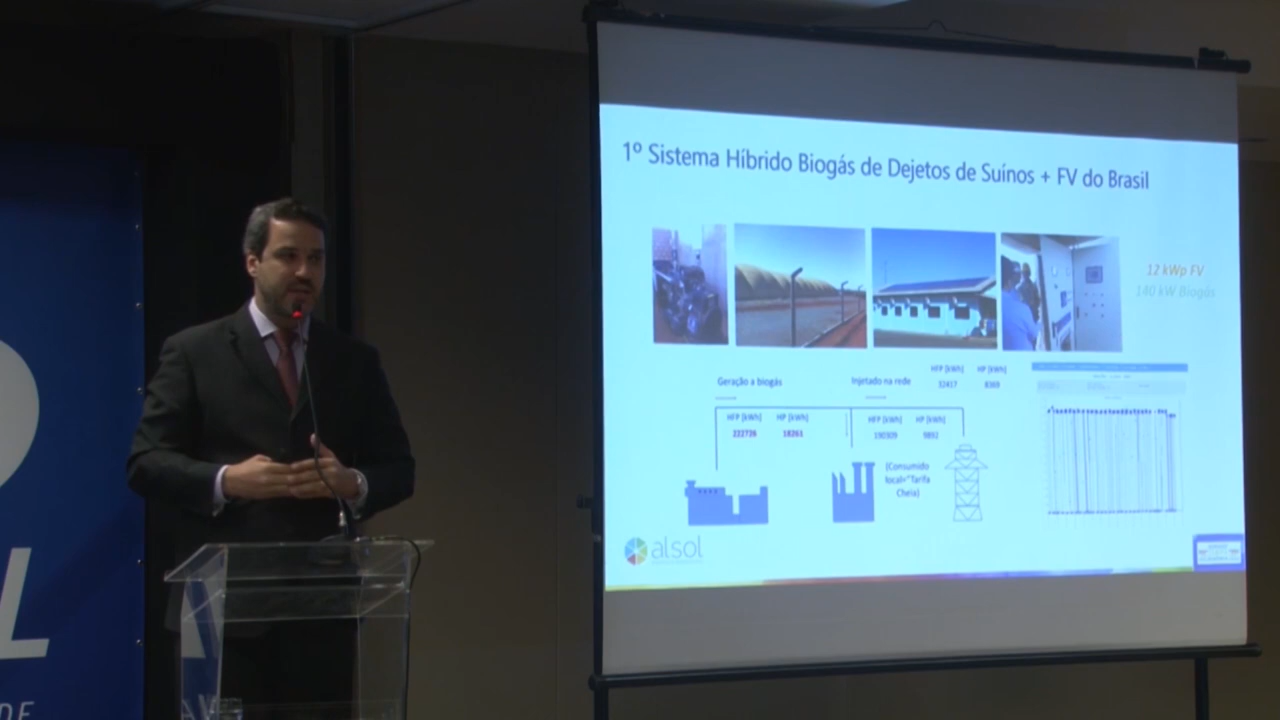 1º Sistema Híbrido Biogás de Dejetos de Suínos + FV do Brasil
12 kWp FV
140 kW Biogás
HFP [kWh] HP [kWh]
32417 8369
Geração a biogás
Injetado na rede
HFP [kWh] HP [kWh]
222726 18261
HFP [kWh] HP [kWh]
190309 9892
(Consumido
local="Tarifa
Cheia)
alsol
L
DE